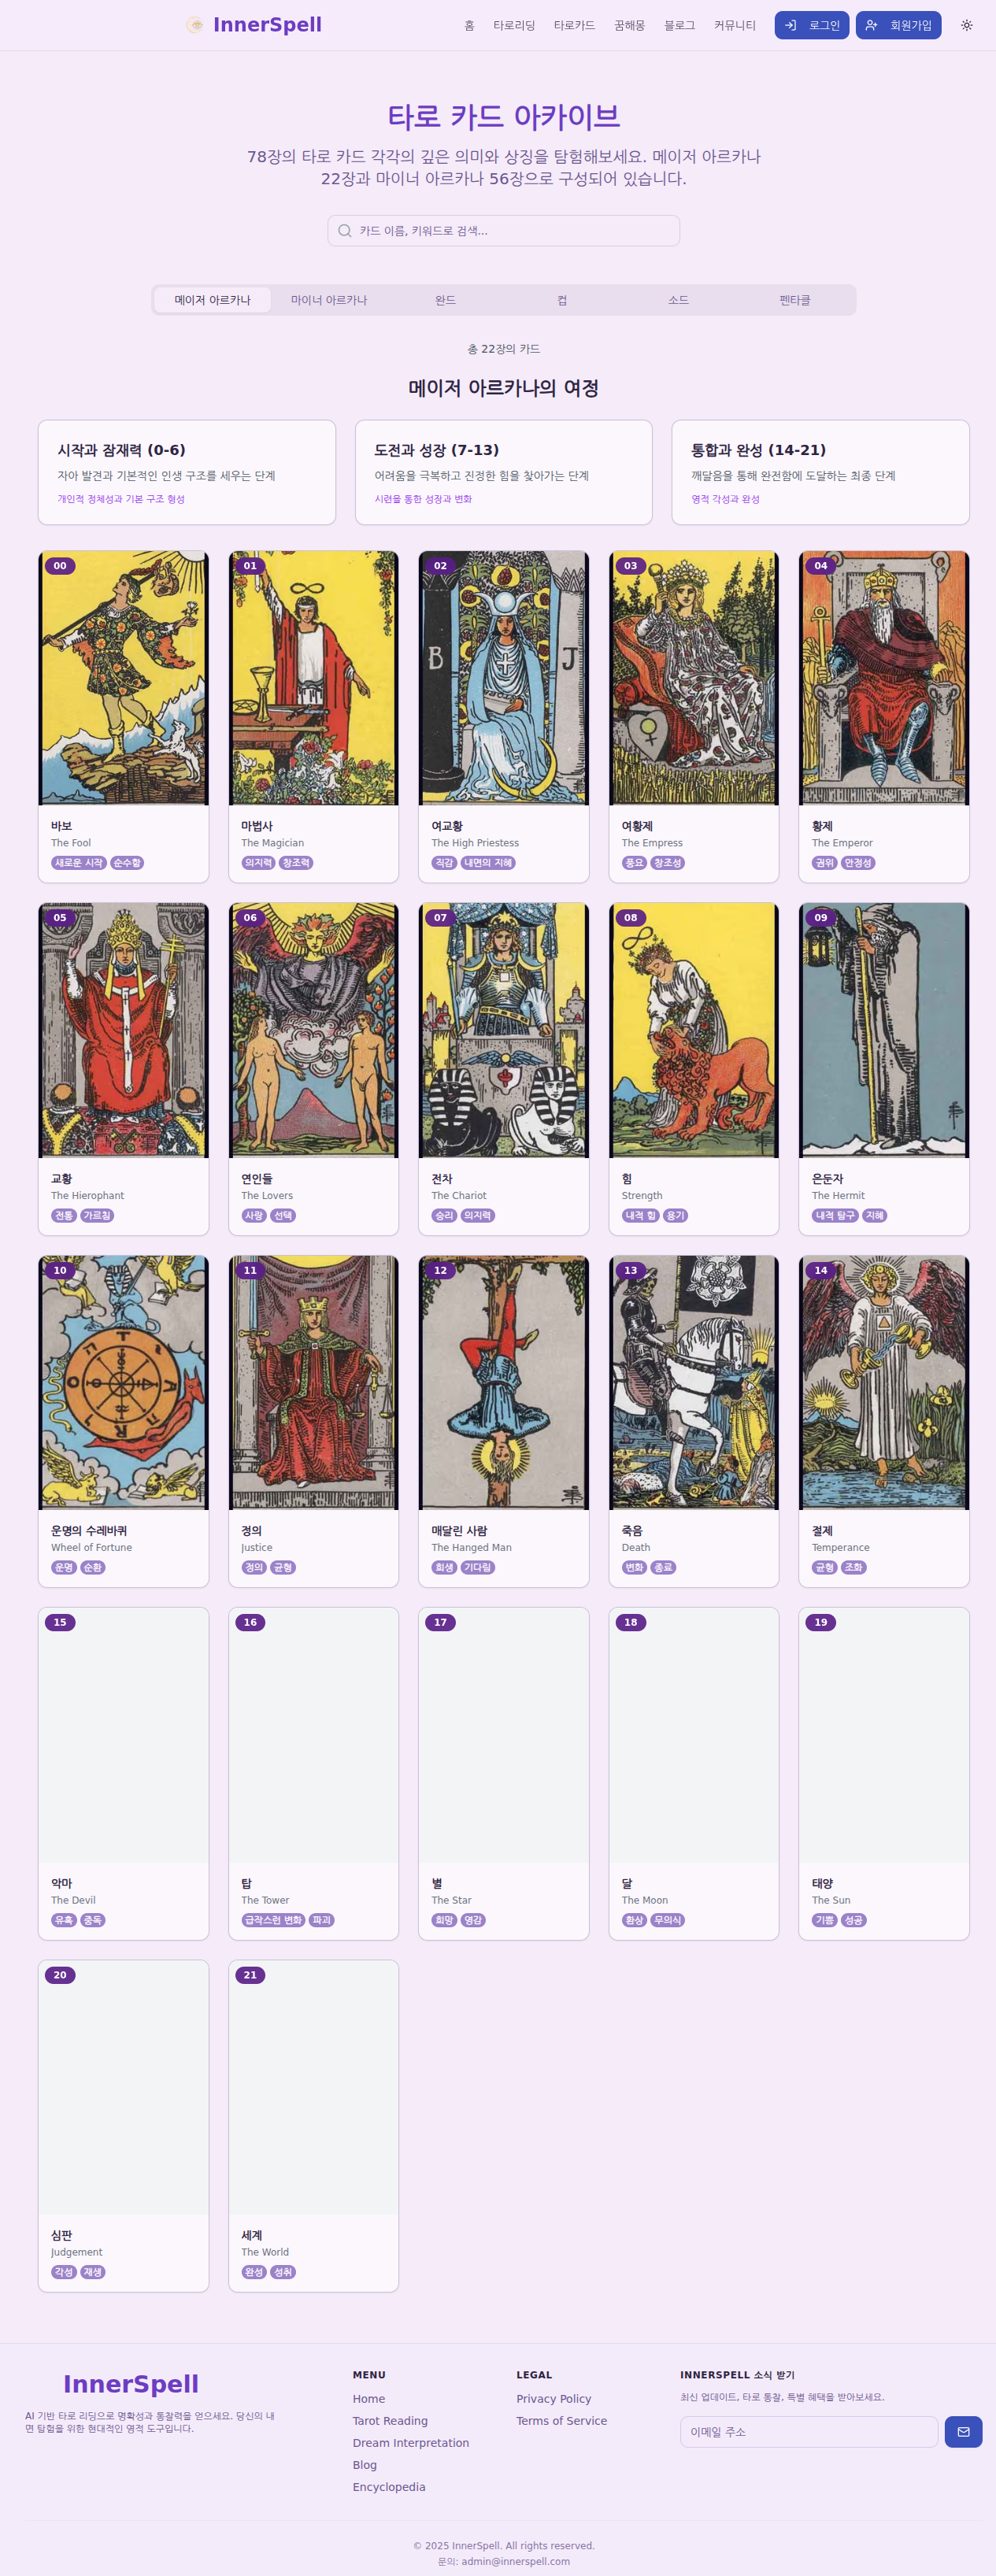 InnerSpell
홈 타로리딩 타로카드 꿈해몽 블로그 커뮤니티 로그인 회원가입
타로 카드 아카이브
78장의 타로 카드 각각의 깊은 의미와 상징을 탐험해보세요. 메이저 아르카나
22장과 마이너 아르카나 56장으로 구성되어 있습니다.
카드 이름, 키워드로 검색...
메이저 아르카나 마이너 아르카나 완드 컵 소드 펜타클
총 22장의 카드
메이저 아르카나의 여정
시작과 잠재력 (0-6)
자아 발견과 기본적인 인생 구조를 세우는 단계
개인적 정체성과 기본 구조 형성
도전과 성장 (7-13)
어려움을 극복하고 진정한 힘을 찾아가는 단계
시련을 통한 성장과 변화
통합과 완성 (14-21)
깨달음을 통해 완전함에 도달하는 최종 단계
영적 각성과 완성
00
바보
The Fool
새로운 시작 순수함
01
마법사
The Magician
의지력 창조력
02
B J
여교황
The High Priestess
직감 내면의 지혜
03
여황제
The Empress
풍요 창조성
04
황제
The Emperor
권위 안정성
05
교황
The Hierophant
전통 가르침
06
연인들
The Lovers
사랑 선택
07
전차
The Chariot
승리 의지력
08
힘
Strength
내적 힘 용기
09
은둔자
The Hermit
내적 탐구 지혜
10
운명의 수레바퀴
Wheel of Fortune
운명 순환
11
정의
Justice
정의 균형
12
매달린 사람
The Hanged Man
희생 기다림
13
죽음
Death
변화 종료
14
절제
Temperance
균형 조화
15
악마
The Devil
유혹 중독
16
탑
The Tower
급작스런 변화 파괴
17
별
The Star
희망 영감
18
달
The Moon
환상 무의식
19
태양
The Sun
기쁨 성공
20
심판
Judgement
각성 재생
21
세계
The World
완성 성취
InnerSpell
AI 기반 타로 리딩으로 명확성과 통찰력을 얻으세요. 당신의 내
면 탐험을 위한 현대적인 영적 도구입니다.
MENU
Home
Tarot Reading
Dream Interpretation
Blog
Encyclopedia
LEGAL
Privacy Policy
Terms of Service
INNERSPELL 소식 받기
최신 업데이트, 타로 통찰, 특별 혜택을 받아보세요.
이메일 주소
© 2025 InnerSpell. All rights reserved.
문의: admin@innerspell.com